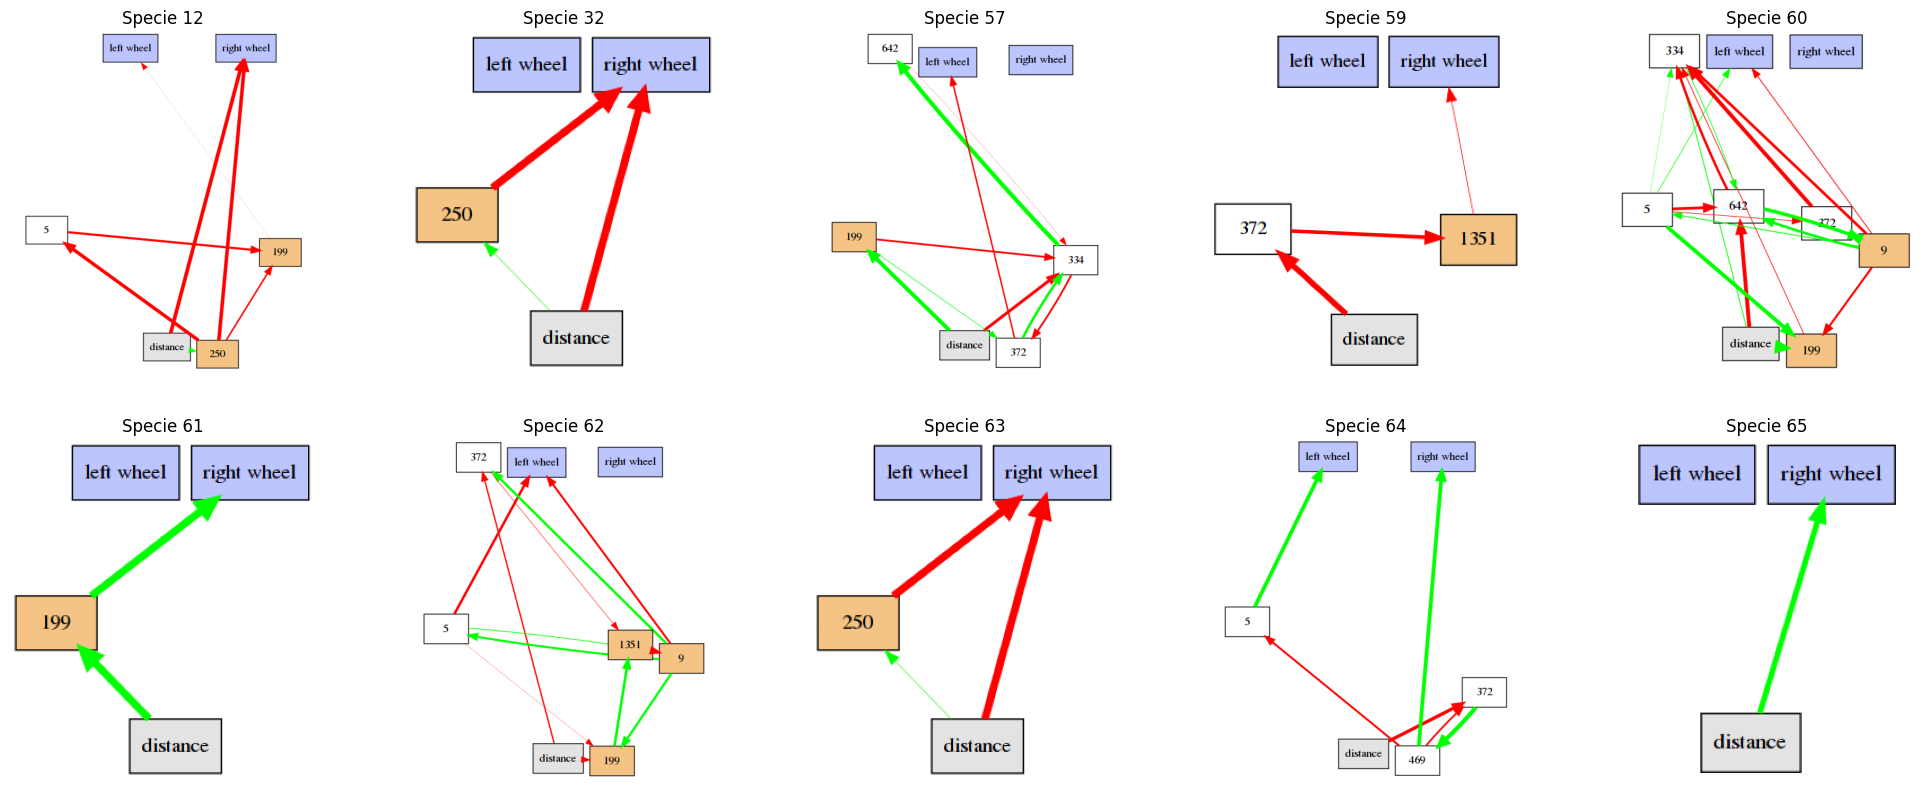 Specie 12
left wheel
right wheel
5
199
distance
250
Specie 32
left wheel
right wheel
250
distance
Specie 57
642
left wheel
right wheel
199
334
distance
372
Specie 59
left wheel
right wheel
372
1351
distance
Specie 60
334
left wheel
right wheel
5
642
372
9
distance
199
Specie 61
left wheel
right wheel
199
distance
Specie 62
372
left wheel
right wheel
5
1351
9
distance
199
Specie 63
left wheel
right wheel
250
distance
Specie 64
left wheel
right wheel
5
372
distance
469
Specie 65
left wheel
right wheel
distance